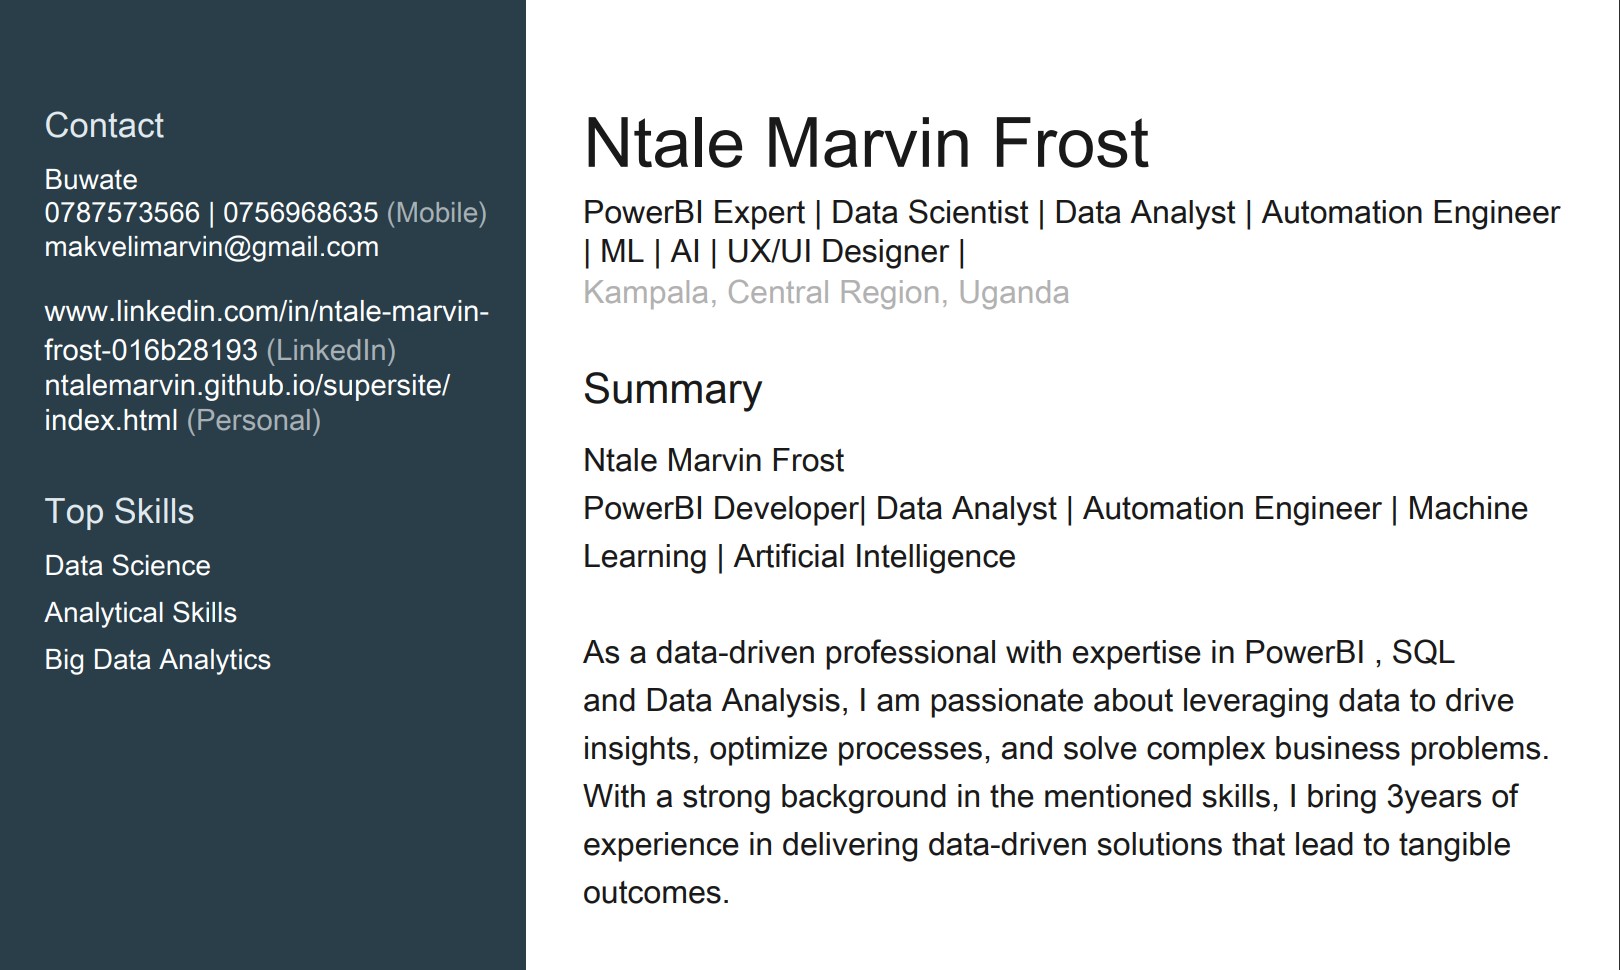 Contact
Buwate
0787573566 | 0756968635 (Mobile)
makvelimarvin@gmail.com
www.linkedin.com/in/ntale-marvin-
frost-016b28193 (LinkedIn)
ntalemarvin.github.io/supersite/
index.html (Personal)
Top Skills
Data Science
Analytical Skills
Big Data Analytics
Ntale Marvin Frost
PowerBI Expert | Data Scientist | Data Analyst | Automation Engineer
| ML | AI | UX/UI Designer |
Kampala, Central Region, Uganda
Summary
Ntale Marvin Frost
PowerBI Developer| Data Analyst | Automation Engineer | Machine
Learning | Artificial Intelligence
As a data-driven professional with expertise in PowerBI , SQL
and Data Analysis, I am passionate about leveraging data to drive
insights, optimize processes, and solve complex business problems.
With a strong background in the mentioned skills, I bring 3years of
experience in delivering data-driven solutions that lead to tangible
outcomes.